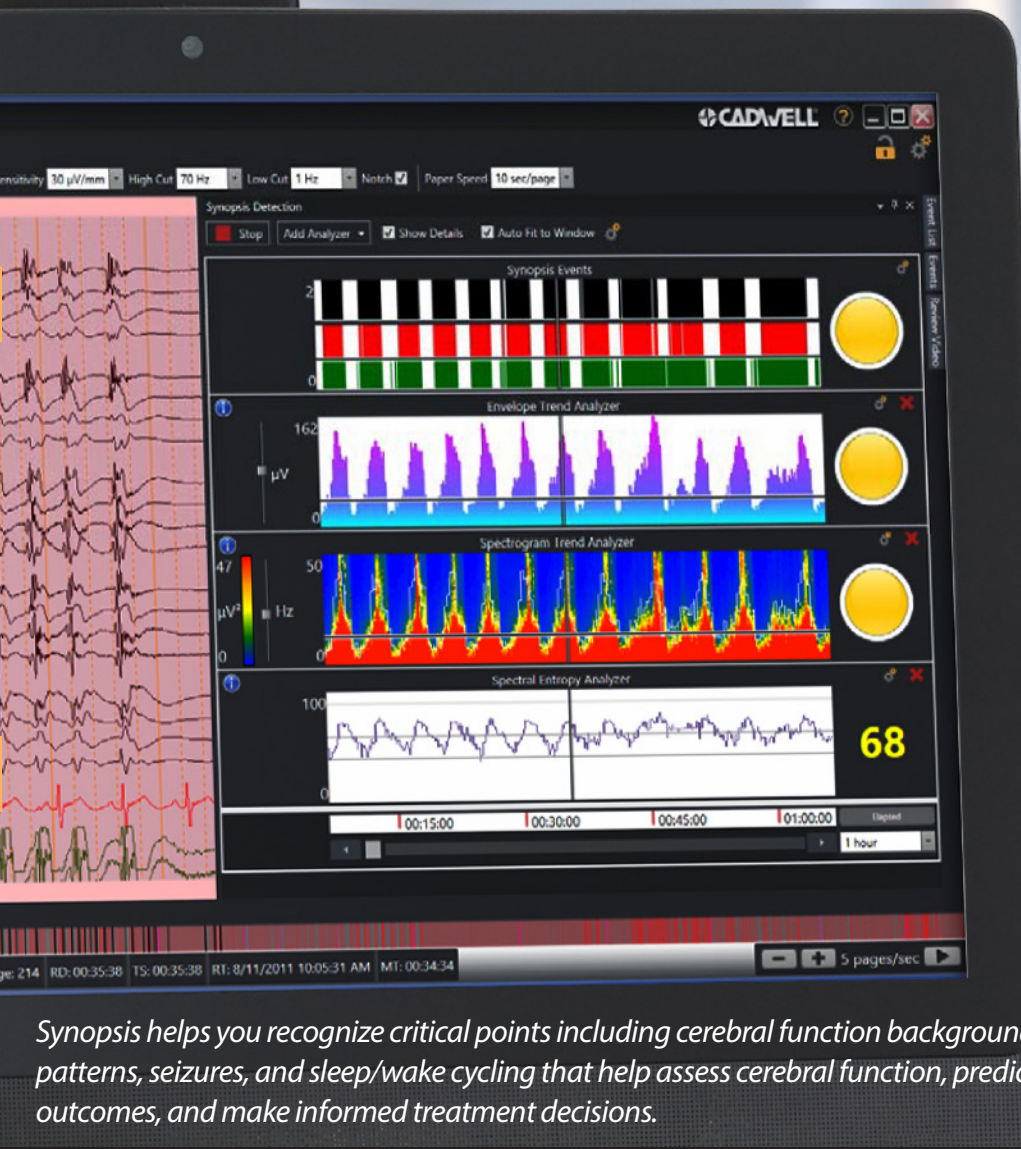 CADWELL ?
ensitivity 30 µV/mm High Cut 70 Hz Low Cut 1 Hz Notch Paper Speed 10 sec/page
Synopsis Detection
Stop Add Analyzer Show Details Auto Fit to Window
Event List
Events
Review Video
Synopsis Events
2
0
Envelope Trend Analyzer
162
µV
0
Spectrogram Trend Analyzer
47 50
µV² Hz
0 0
Spectral Entropy Analyzer
100
68
0
00:15:00 00:30:00 00:45:00 01:00:00 Elapsed
1 hour
ge: 214 RD: 00:35:38 TS: 00:35:38 RT: 8/11/2011 10:05:31 AM MT: 00:34:34 5 pages/sec
Synopsis helps you recognize critical points including cerebral function background
patterns, seizures, and sleep/wake cycling that help assess cerebral function, predic
outcomes, and make informed treatment decisions.